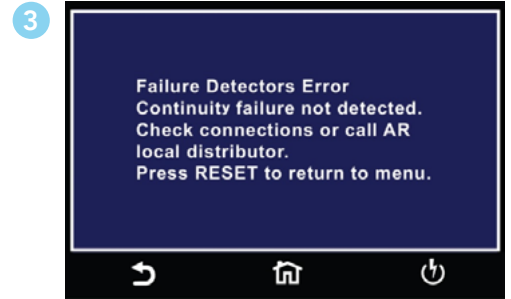 3
Failure Detectors Error
Continuity failure not detected.
Check connections or call AR
local distributor.
Press RESET to return to menu.